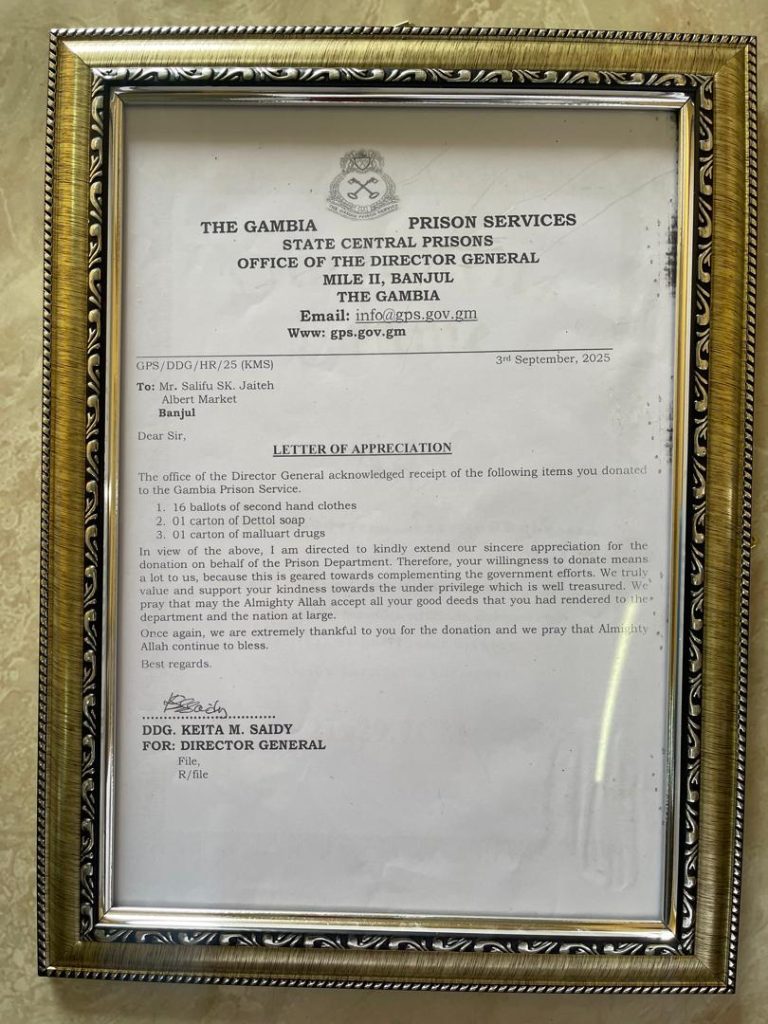 THE GAMBIA PRISON SERVICES
STATE CENTRAL PRISONS
OFFICE OF THE DIRECTOR GENERAL
MILE II, BANJUL
THE GAMBIA
Email: info@gps.gov.gm
Www: gps.gov.gm
GPS/DDG/HR/25 (KMS) 3rd September, 2025
To: Mr. Salifu SK. Jaiteh
Albert Market
Banjul
Dear Sir,
LETTER OF APPRECIATION
The office of the Director General acknowledged receipt of the following items you donated
to the Gambia Prison Service.
1. 16 ballots of second hand clothes
2. 01 carton of Dettol soap
3. 01 carton of malluart drugs
In view of the above, I am directed to kindly extend our sincere appreciation for the
donation on behalf of the Prison Department. Therefore, your willingness to donate means
a lot to us, because this is geared towards complementing the government efforts. We truly
value and support your kindness towards the under privilege which is well treasured. We
pray that may the Almighty Allah accept all your good deeds that you had rendered to the
department and the nation at large.
Once again, we are extremely thankful to you for the donation and we pray that Almighty
Allah continue to bless.
Best regards.
DDG. KEITA M. SAIDY
FOR: DIRECTOR GENERAL
File,
R/file